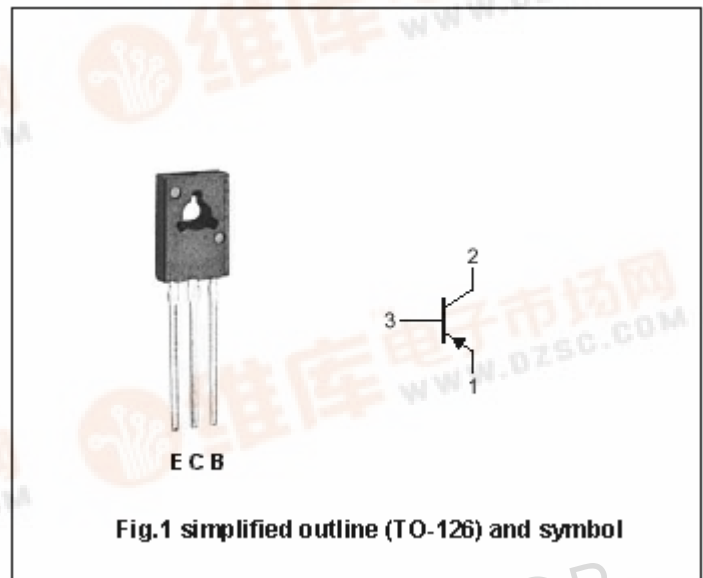 维库 WWW.DZ
2
3
维库电子市场网
WWW.DZSC.COM
1
E C B
Fig.1 simplified outline (TO-126) and symbol